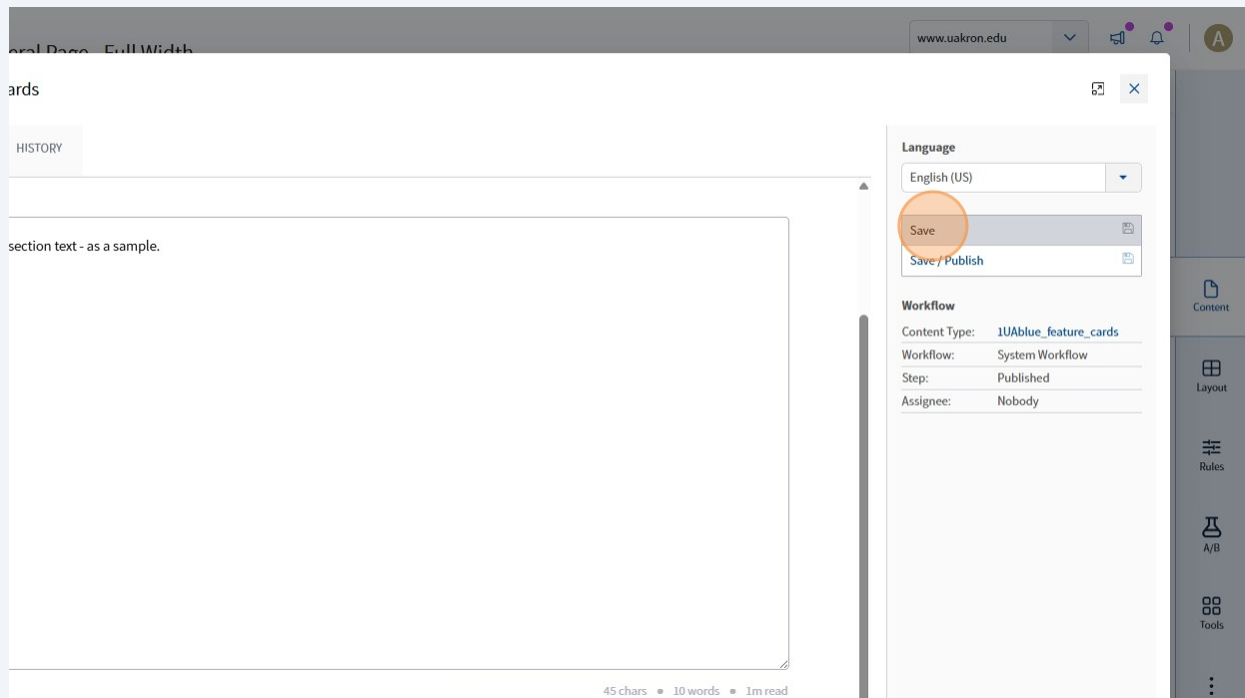 eral Page - Full Width
www.uakron.edu
A
ards
HISTORY
section text - as a sample.
45 chars ● 10 words ● 1m read
Language
English (US)
Save
Save / Publish
Workflow
Content Type: 1UAblue_feature_cards
Workflow: System Workflow
Step: Published
Assignee: Nobody
Content
Layout
Rules
A/B
Tools